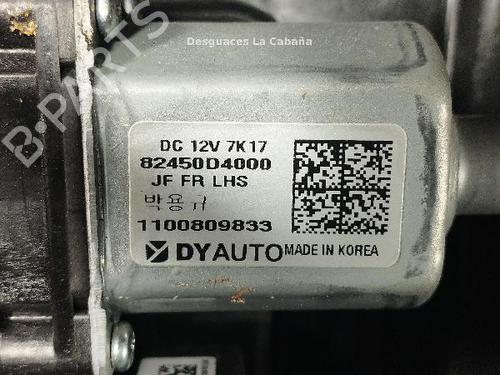 Desguaces La Cabaña
B-PARTS
DC 12V 7K17
82450D4000
JF FR LHS
박용규
1100809833
DYAUTO MADE IN KOREA